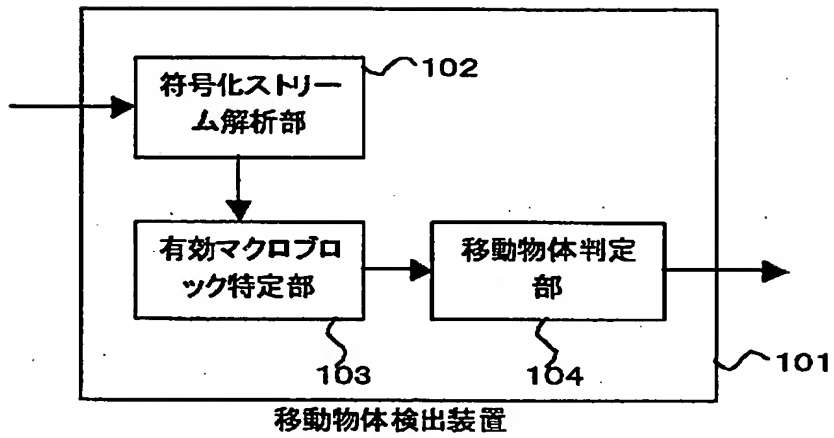 符号化ストリー
ム解析部
102
有効マクロブロ
ック特定部
移動物体判定
部
103
104
101
移動物体検出装置